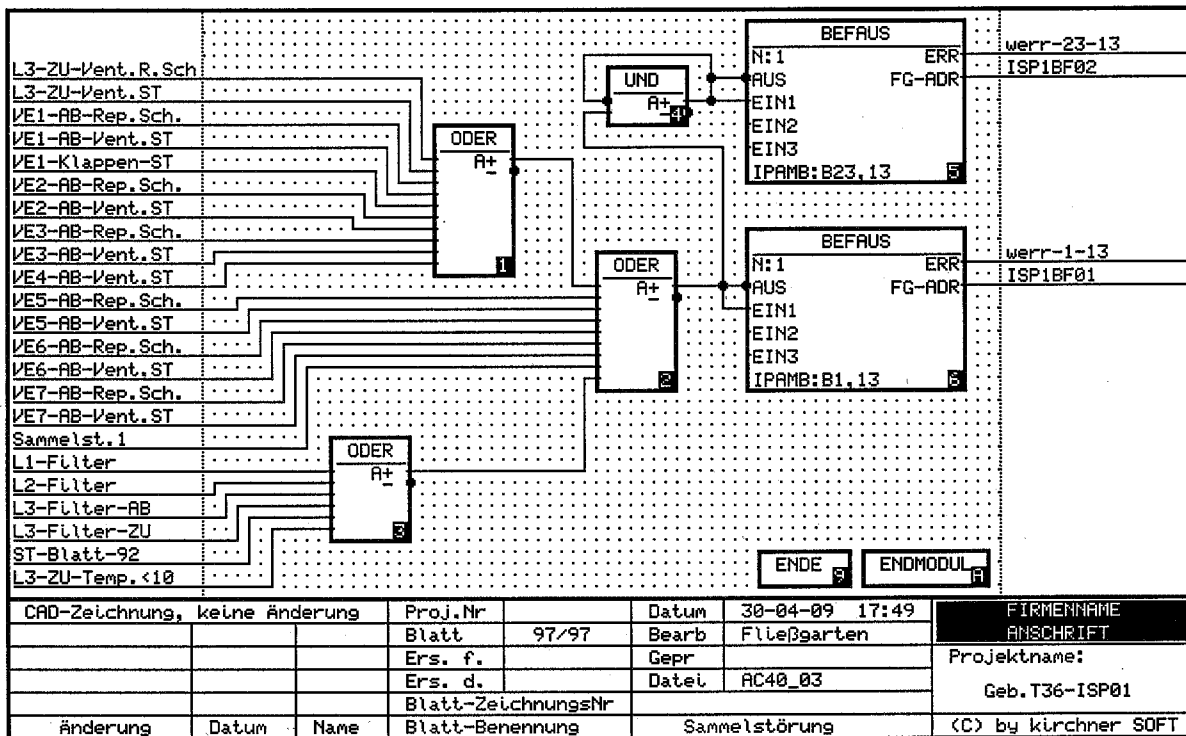 L3-ZU-Vent.R.Sch
L3-ZU-Vent.ST
VE1-AB-Rep.Sch.
VE1-AB-Vent.ST
VE1-Klappen-ST
VE2-AB-Rep.Sch.
VE2-AB-Vent.ST
VE3-AB-Rep.Sch.
VE3-AB-Vent.ST
VE4-AB-Vent.ST
VE5-AB-Rep.Sch.
VE5-AB-Vent.ST
VE6-AB-Rep.Sch.
VE6-AB-Vent.ST
VE7-AB-Rep.Sch.
VE7-AB-Vent.ST
Sammelst.1
L1-Filter
L2-Filter
L3-Filter-AB
L3-Filter-ZU
ST-Blatt-92
L3-ZU-Temp.<10
ODER
A+
-
1
ODER
A+
-
3
ODER
A+
-
2
UND
A+
-4
BEFAUS
N:1 ERR
AUS FG-ADR
EIN1
EIN2
EIN3
IPAMB:B23,13 5
werr-23-13
ISP1BF02
BEFAUS
N:1 ERR
AUS FG-ADR
EIN1
EIN2
EIN3
IPAMB:B1,13 6
werr-1-13
ISP1BF01
ENDE 9
ENDMODUL A
CAD-Zeichnung, keine änderung Proj.Nr Datum 30-04-09 17:49 FIRMENNAME
Blatt 97/97 Bearb Fließgarten ANSCHRIFT
Ers. f. Gepr Projektname:
Ers. d. Datei AC40_03 Geb.T36-ISP01
Blatt-ZeichnungsNr
änderung Datum Name Blatt-Benennung Sammelstörung (C) by kirchner SOFT